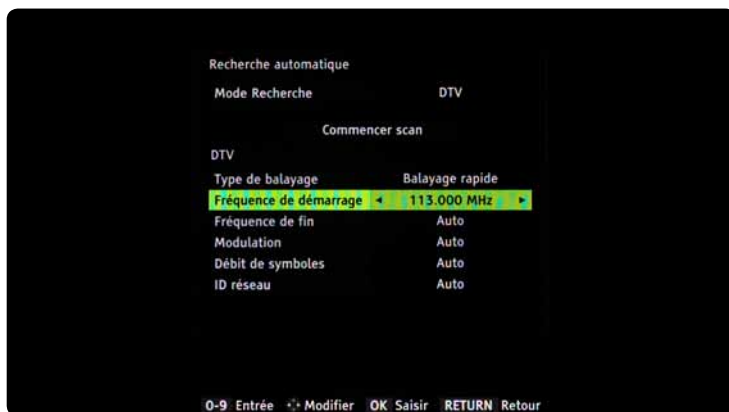 Recherche automatique
Mode Recherche DTV
Commencer scan
DTV
Type de balayage Balayage rapide
Fréquence de démarrage 113.000 MHz
Fréquence de fin Auto
Modulation Auto
Débit de symboles Auto
ID réseau Auto
0-9 Entrée Modifier OK Saisir RETURN Retour